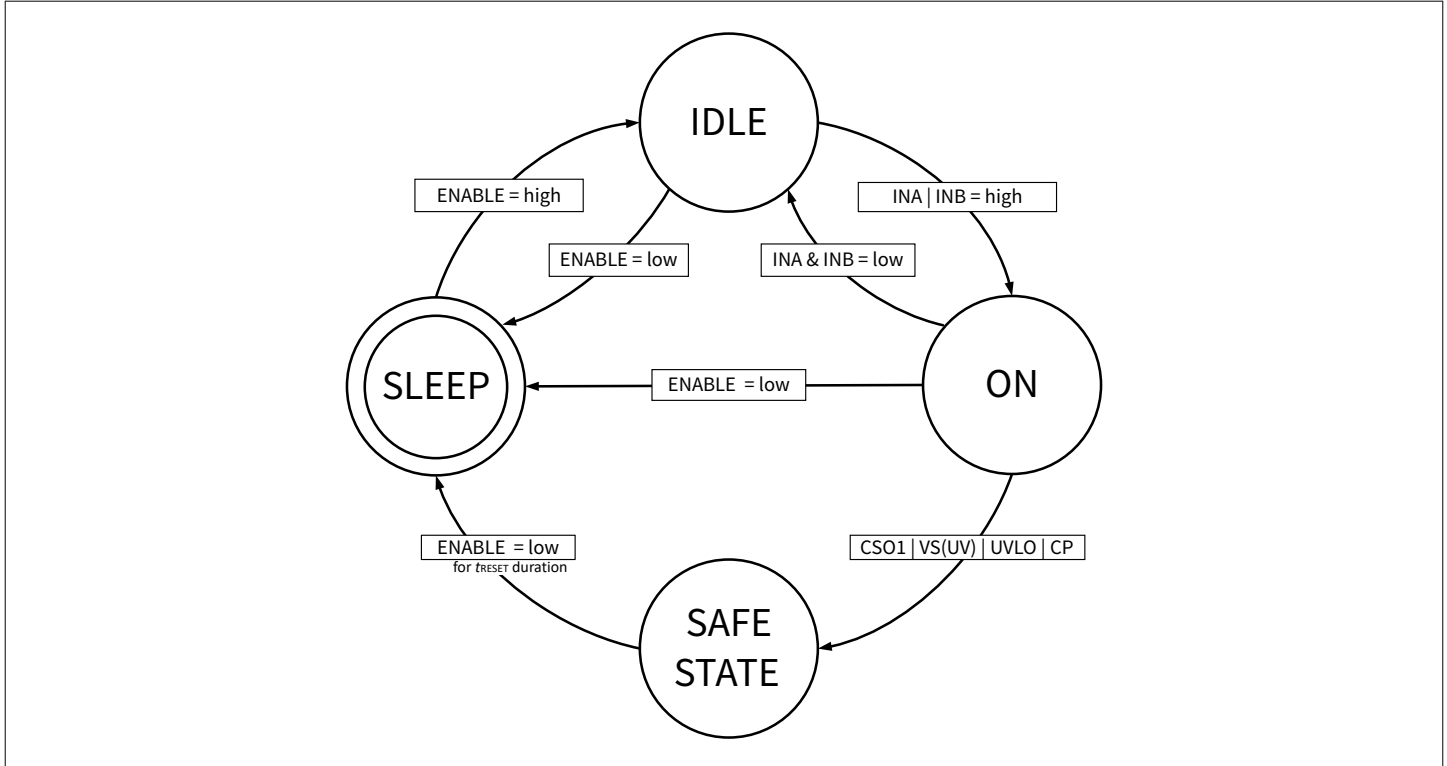 IDLE
ENABLE = high
INA | INB = high
ENABLE = low
INA & INB = low
SLEEP
ENABLE  = low
ON
ENABLE  = low
for tRESET duration
CSO1 | VS(UV) | UVLO | CP
SAFE
STATE